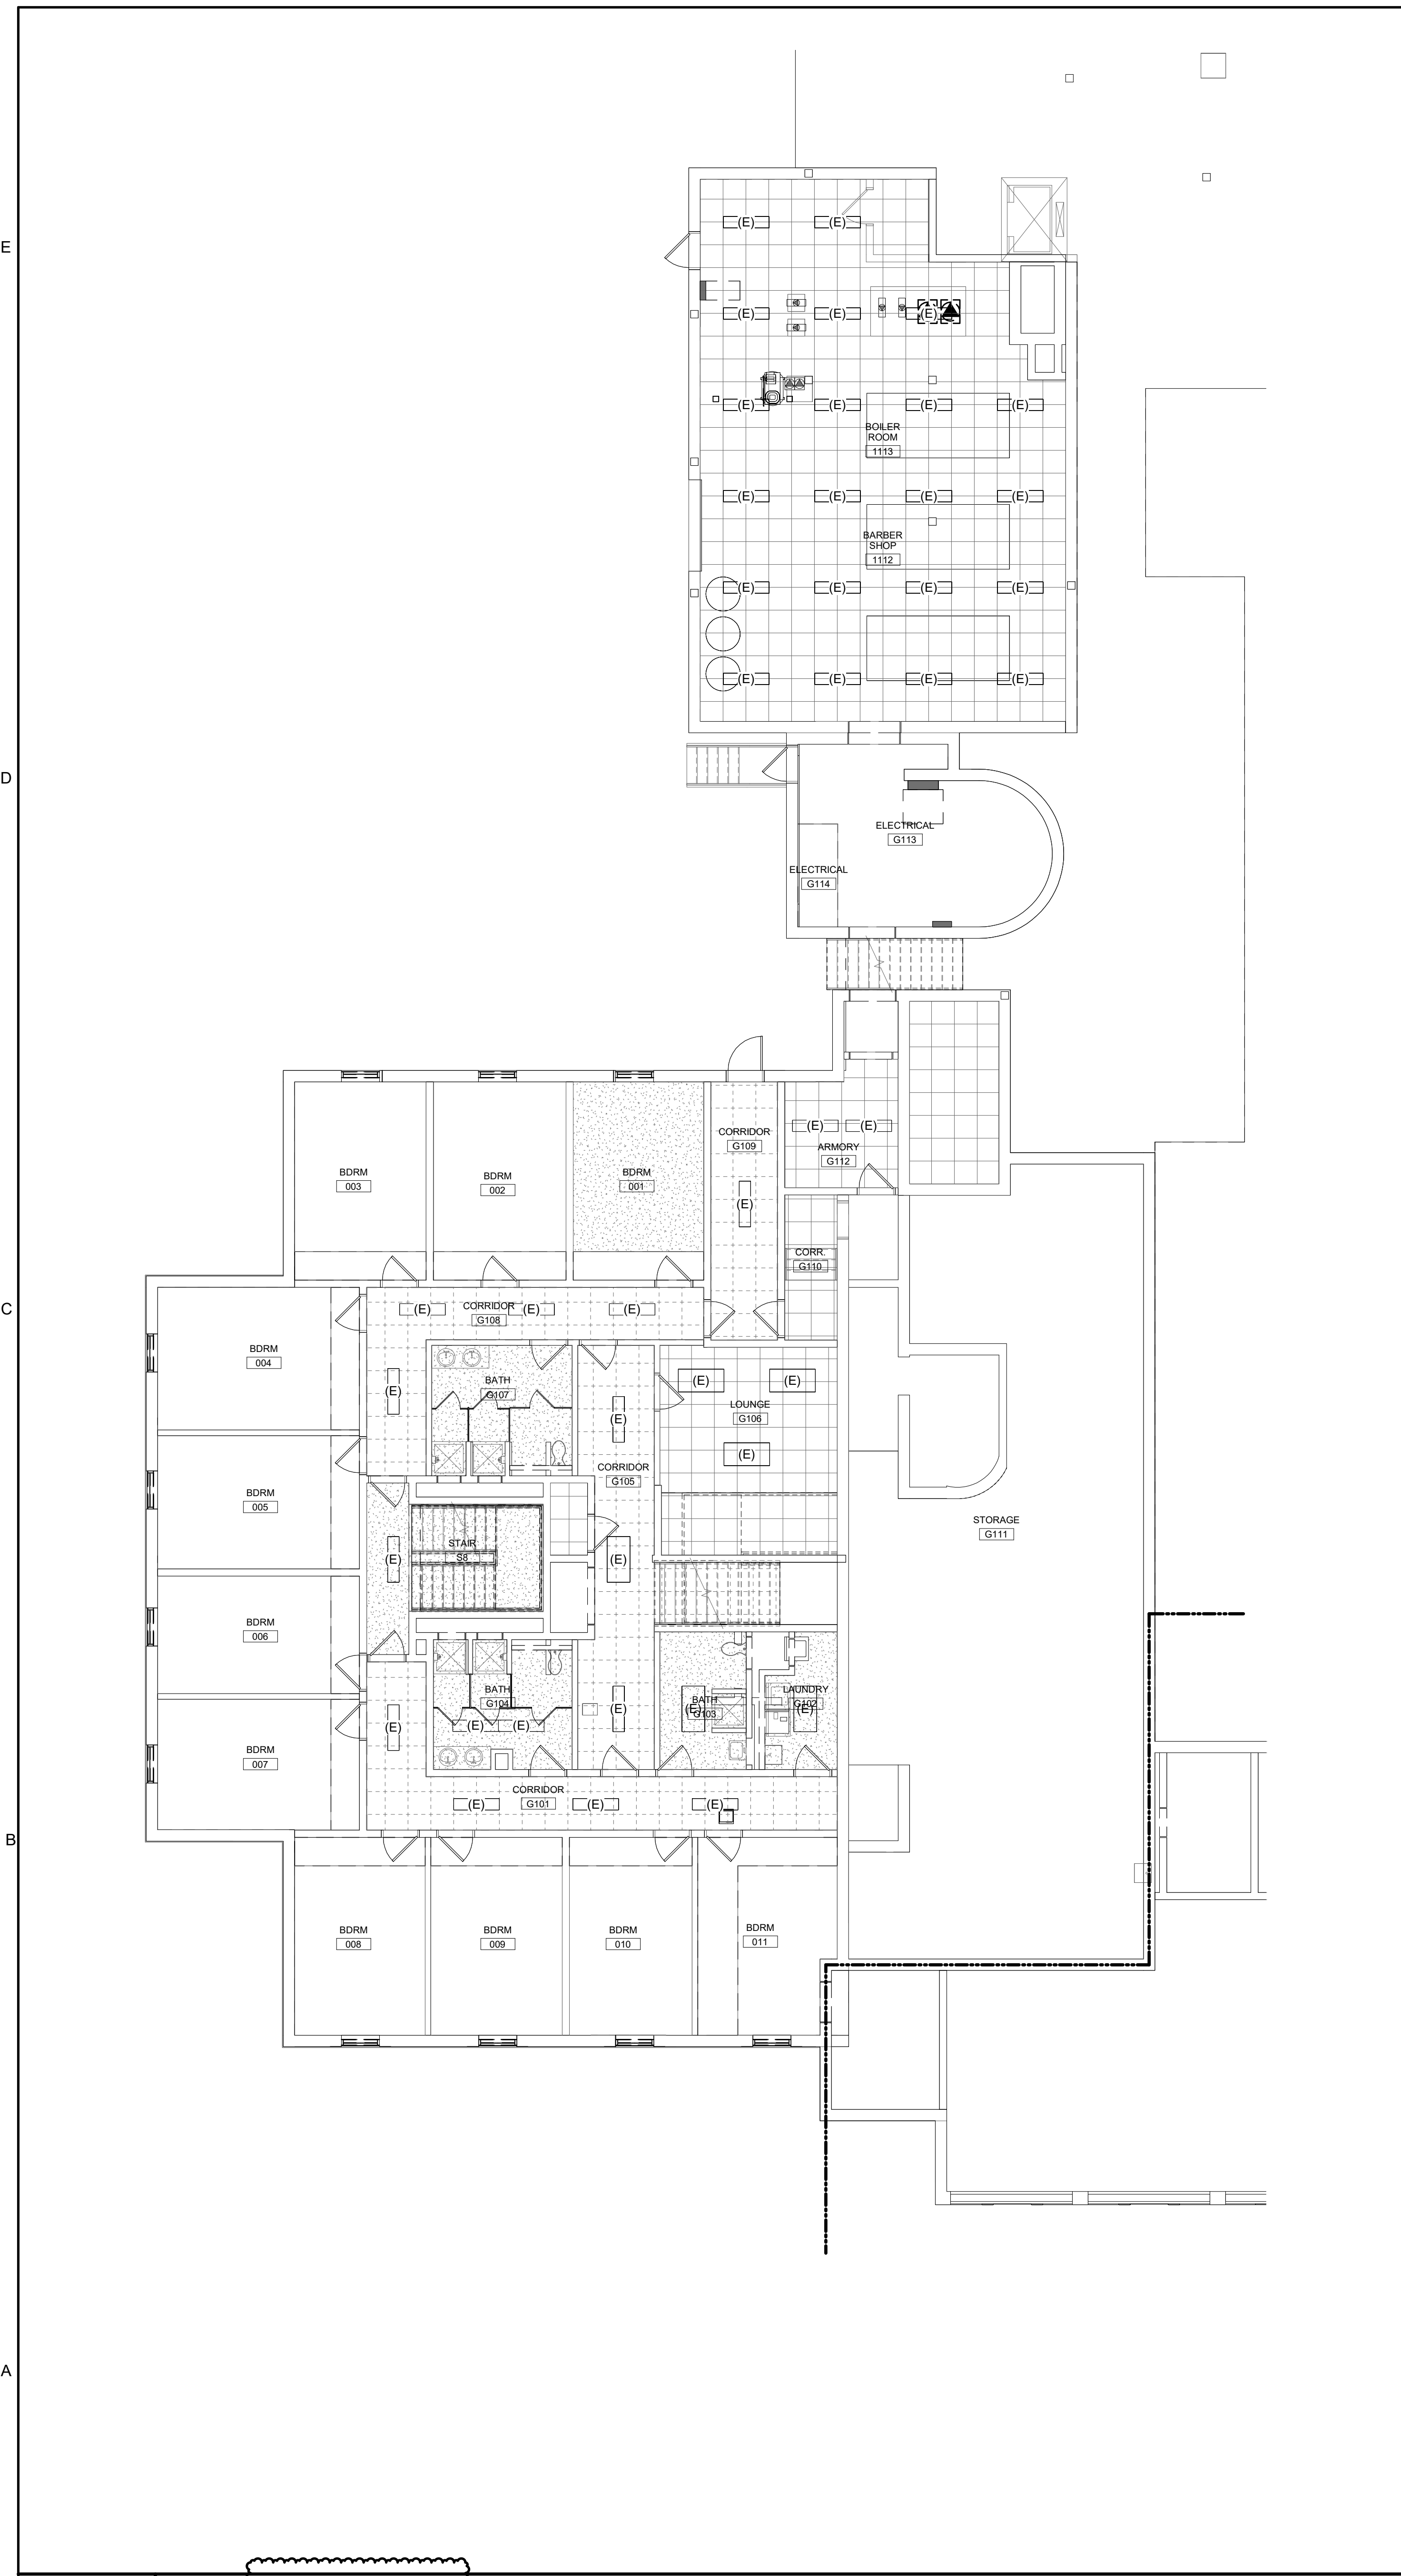 E
(E) (E)
(E) (E) (E)
(E) (E) (E) (E)
BOILER
ROOM
1113
(E) (E) (E) (E)
BARBER
SHOP
1112
(E) (E) (E) (E)
(E) (E) (E) (E)
D
ELECTRICAL
G113
ELECTRICAL
G114
(E) (E)
CORRIDOR
G109
ARMORY
G112
BDRM
003
BDRM
002
BDRM
001
(E)
CORR.
G110
C
(E) CORRIDOR (E) (E)
G108
BDRM
004
(E)
BATH
G107
(E)
(E) (E)
LOUNGE
G106
(E)
CORRIDOR
G105
BDRM
005
STORAGE
G111
STAIR
S8
(E)
(E)
BDRM
006
BATH
G104
(E) (E)
(E)
BATH
G103
(E)
LAUNDRY
G102
(E)
(E)
BDRM
007
CORRIDOR
G101
(E) (E) (E)
B
BDRM
008
BDRM
009
BDRM
010
BDRM
011
A